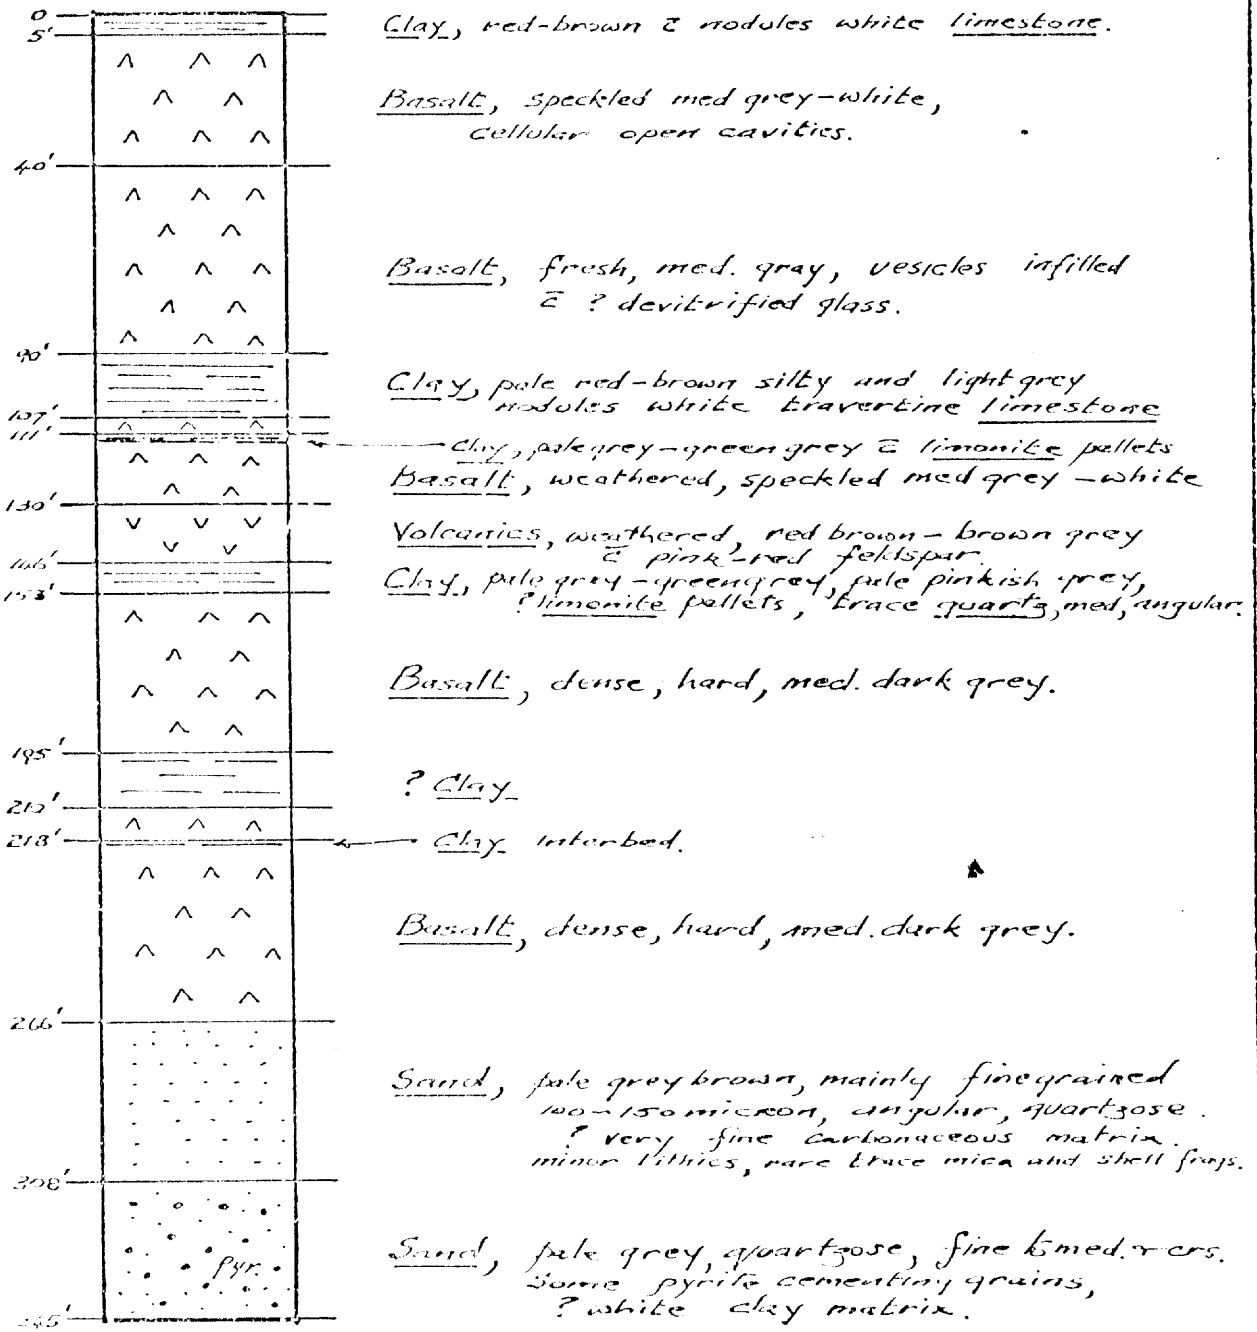 0
5'
Clay, red-brown c̄ nodules white limestone.
Basalt, speckled med grey-white,
cellular open cavities.
40'
Basalt, fresh, med. gray, vesicles infilled
c̄ ? devitrified glass.
90'
Clay, pale red-brown silty and light grey
nodules white travertine limestone
107'
111'
Clay, pale grey-green grey c̄ limonite pellets
Basalt, weathered, speckled med grey-white
130'
Volcanics, weathered, red brown-brown grey
c̄ pink-red feldspar.
146'
Clay, pale grey-greengrey, pale pinkish grey,
? limonite pellets, trace quartz, med, angular.
153'
Basalt, dense, hard, med. dark grey.
195'
? Clay
210'
218'
Clay interbed.
Basalt, dense, hard, med. dark grey.
266'
Sand, pale grey brown, mainly finegrained
100-150 micron, angular, quartzose.
? very fine carbonaceous matrix.
minor lithics, rare trace mica and shell frags.
308'
Sand, pale grey, quartzose, fine to med. & crs.
Some pyrite cementing grains,
? white clay matrix.
pyr.